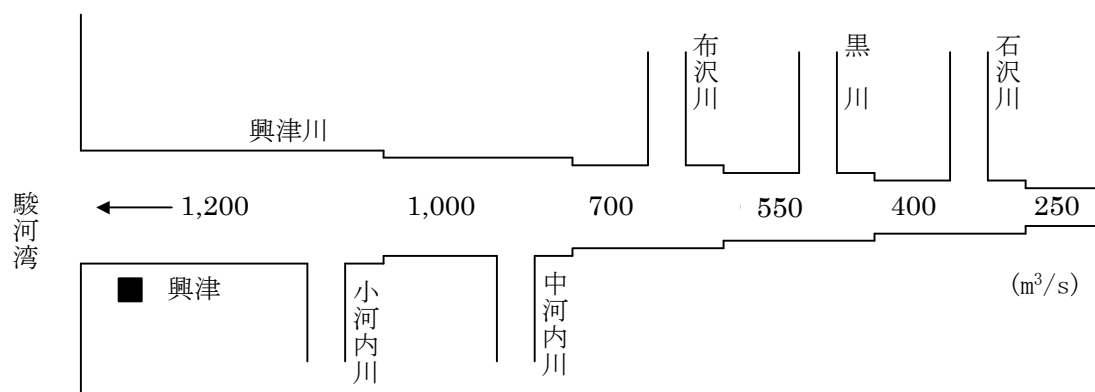 布沢川
黒川
石沢川
興津川
駿河湾
1,200
1,000
700
550
400
250
興津
小河内川
中河内川
(m³/s)